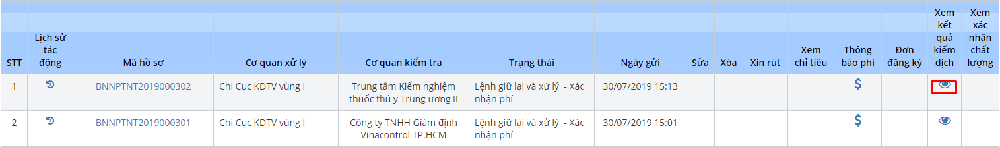 STT
Lịch sử
tác
động
Mã hồ sơ
Cơ quan xử lý
Cơ quan kiểm tra
Trạng thái
Ngày gửi
Sửa
Xóa
Xin rút
Xem
chỉ tiêu
Thông
báo phí
Đơn
đăng ký
Xem
kết
quả
kiểm
dịch
Xem
xác
nhận
chất
lượng
1
BNNPTNT2019000302
Chi Cục KDTV vùng I
Trung tâm Kiểm nghiệm
thuốc thú y Trung ương II
Lệnh giữ lại và xử lý - Xác
nhận phí
30/07/2019 15:13
$
2
BNNPTNT2019000301
Chi Cục KDTV vùng I
Công ty TNHH Giám định
Vinacontrol TP.HCM
Lệnh giữ lại và xử lý - Xác
nhận phí
30/07/2019 15:01
$